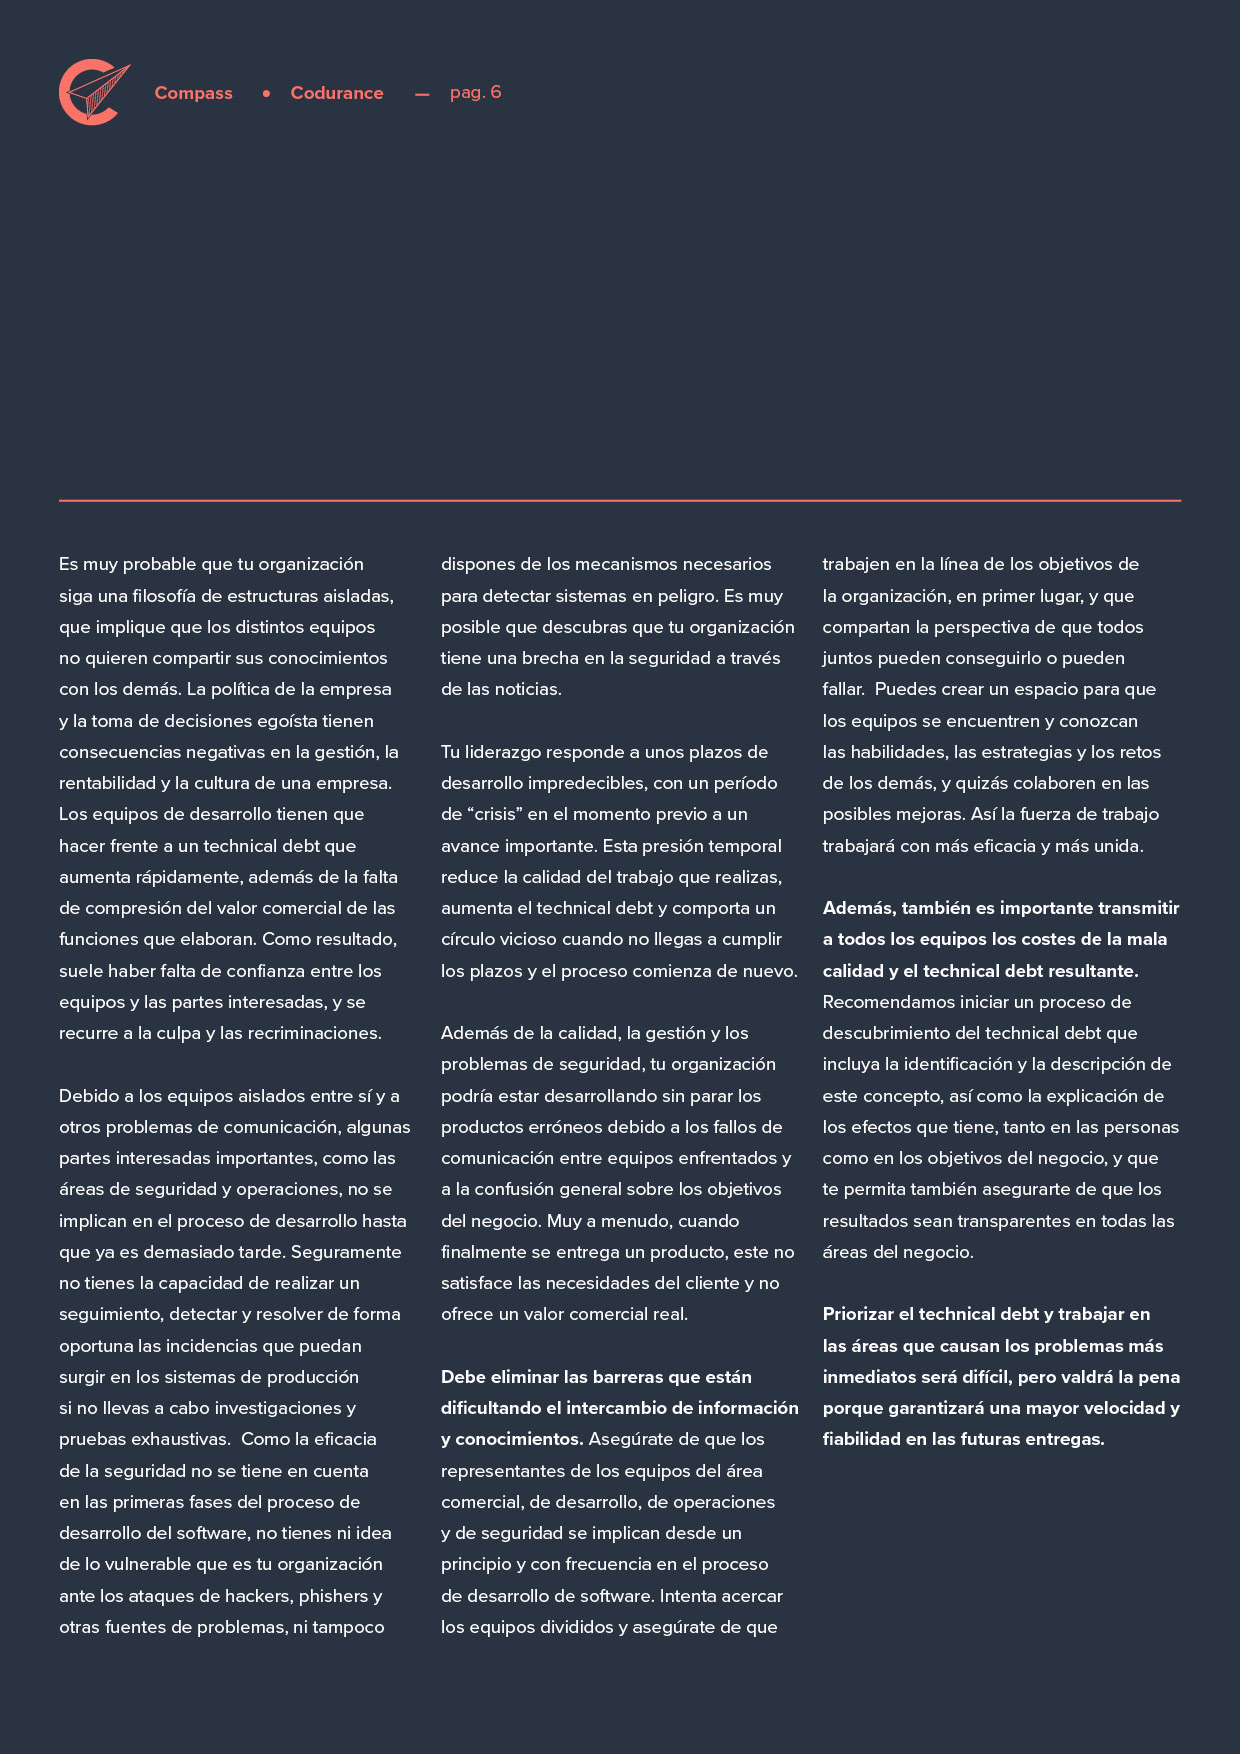 Compass • Codurance — pag. 6
Es muy probable que tu organización
siga una filosofía de estructuras aisladas,
que implique que los distintos equipos
no quieren compartir sus conocimientos
con los demás. La política de la empresa
y la toma de decisiones egoísta tienen
consecuencias negativas en la gestión, la
rentabilidad y la cultura de una empresa.
Los equipos de desarrollo tienen que
hacer frente a un technical debt que
aumenta rápidamente, además de la falta
de compresión del valor comercial de las
funciones que elaboran. Como resultado,
suele haber falta de confianza entre los
equipos y las partes interesadas, y se
recurre a la culpa y las recriminaciones.
Debido a los equipos aislados entre sí y a
otros problemas de comunicación, algunas
partes interesadas importantes, como las
áreas de seguridad y operaciones, no se
implican en el proceso de desarrollo hasta
que ya es demasiado tarde. Seguramente
no tienes la capacidad de realizar un
seguimiento, detectar y resolver de forma
oportuna las incidencias que puedan
surgir en los sistemas de producción
si no llevas a cabo investigaciones y
pruebas exhaustivas.  Como la eficacia
de la seguridad no se tiene en cuenta
en las primeras fases del proceso de
desarrollo del software, no tienes ni idea
de lo vulnerable que es tu organización
ante los ataques de hackers, phishers y
otras fuentes de problemas, ni tampoco
dispones de los mecanismos necesarios
para detectar sistemas en peligro. Es muy
posible que descubras que tu organización
tiene una brecha en la seguridad a través
de las noticias.
Tu liderazgo responde a unos plazos de
desarrollo impredecibles, con un período
de “crisis” en el momento previo a un
avance importante. Esta presión temporal
reduce la calidad del trabajo que realizas,
aumenta el technical debt y comporta un
círculo vicioso cuando no llegas a cumplir
los plazos y el proceso comienza de nuevo.
Además de la calidad, la gestión y los
problemas de seguridad, tu organización
podría estar desarrollando sin parar los
productos erróneos debido a los fallos de
comunicación entre equipos enfrentados y
a la confusión general sobre los objetivos
del negocio. Muy a menudo, cuando
finalmente se entrega un producto, este no
satisface las necesidades del cliente y no
ofrece un valor comercial real.
Debe eliminar las barreras que están
dificultando el intercambio de información
y conocimientos. Asegúrate de que los
representantes de los equipos del área
comercial, de desarrollo, de operaciones
y de seguridad se implican desde un
principio y con frecuencia en el proceso
de desarrollo de software. Intenta acercar
los equipos divididos y asegúrate de que
trabajen en la línea de los objetivos de
la organización, en primer lugar, y que
compartan la perspectiva de que todos
juntos pueden conseguirlo o pueden
fallar.  Puedes crear un espacio para que
los equipos se encuentren y conozcan
las habilidades, las estrategias y los retos
de los demás, y quizás colaboren en las
posibles mejoras. Así la fuerza de trabajo
trabajará con más eficacia y más unida.
Además, también es importante transmitir
a todos los equipos los costes de la mala
calidad y el technical debt resultante.
Recomendamos iniciar un proceso de
descubrimiento del technical debt que
incluya la identificación y la descripción de
este concepto, así como la explicación de
los efectos que tiene, tanto en las personas
como en los objetivos del negocio, y que
te permita también asegurarte de que los
resultados sean transparentes en todas las
áreas del negocio.
Priorizar el technical debt y trabajar en
las áreas que causan los problemas más
inmediatos será difícil, pero valdrá la pena
porque garantizará una mayor velocidad y
fiabilidad en las futuras entregas.